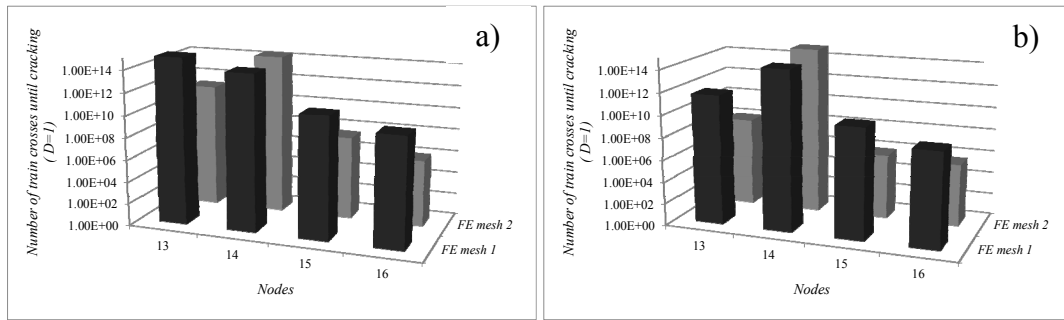 a)
Number of train crosses until cracking
( D=1)
1.00E+14
1.00E+12
1.00E+10
1.00E+08
1.00E+06
1.00E+04
1.00E+02
1.00E+00
13
14
15
16
Nodes
FE mesh 2
FE mesh 1
b)
Number of train crosses until cracking
( D=1)
1.00E+14
1.00E+12
1.00E+10
1.00E+08
1.00E+06
1.00E+04
1.00E+02
1.00E+00
13
14
15
16
Nodes
FE mesh 2
FE mesh 1